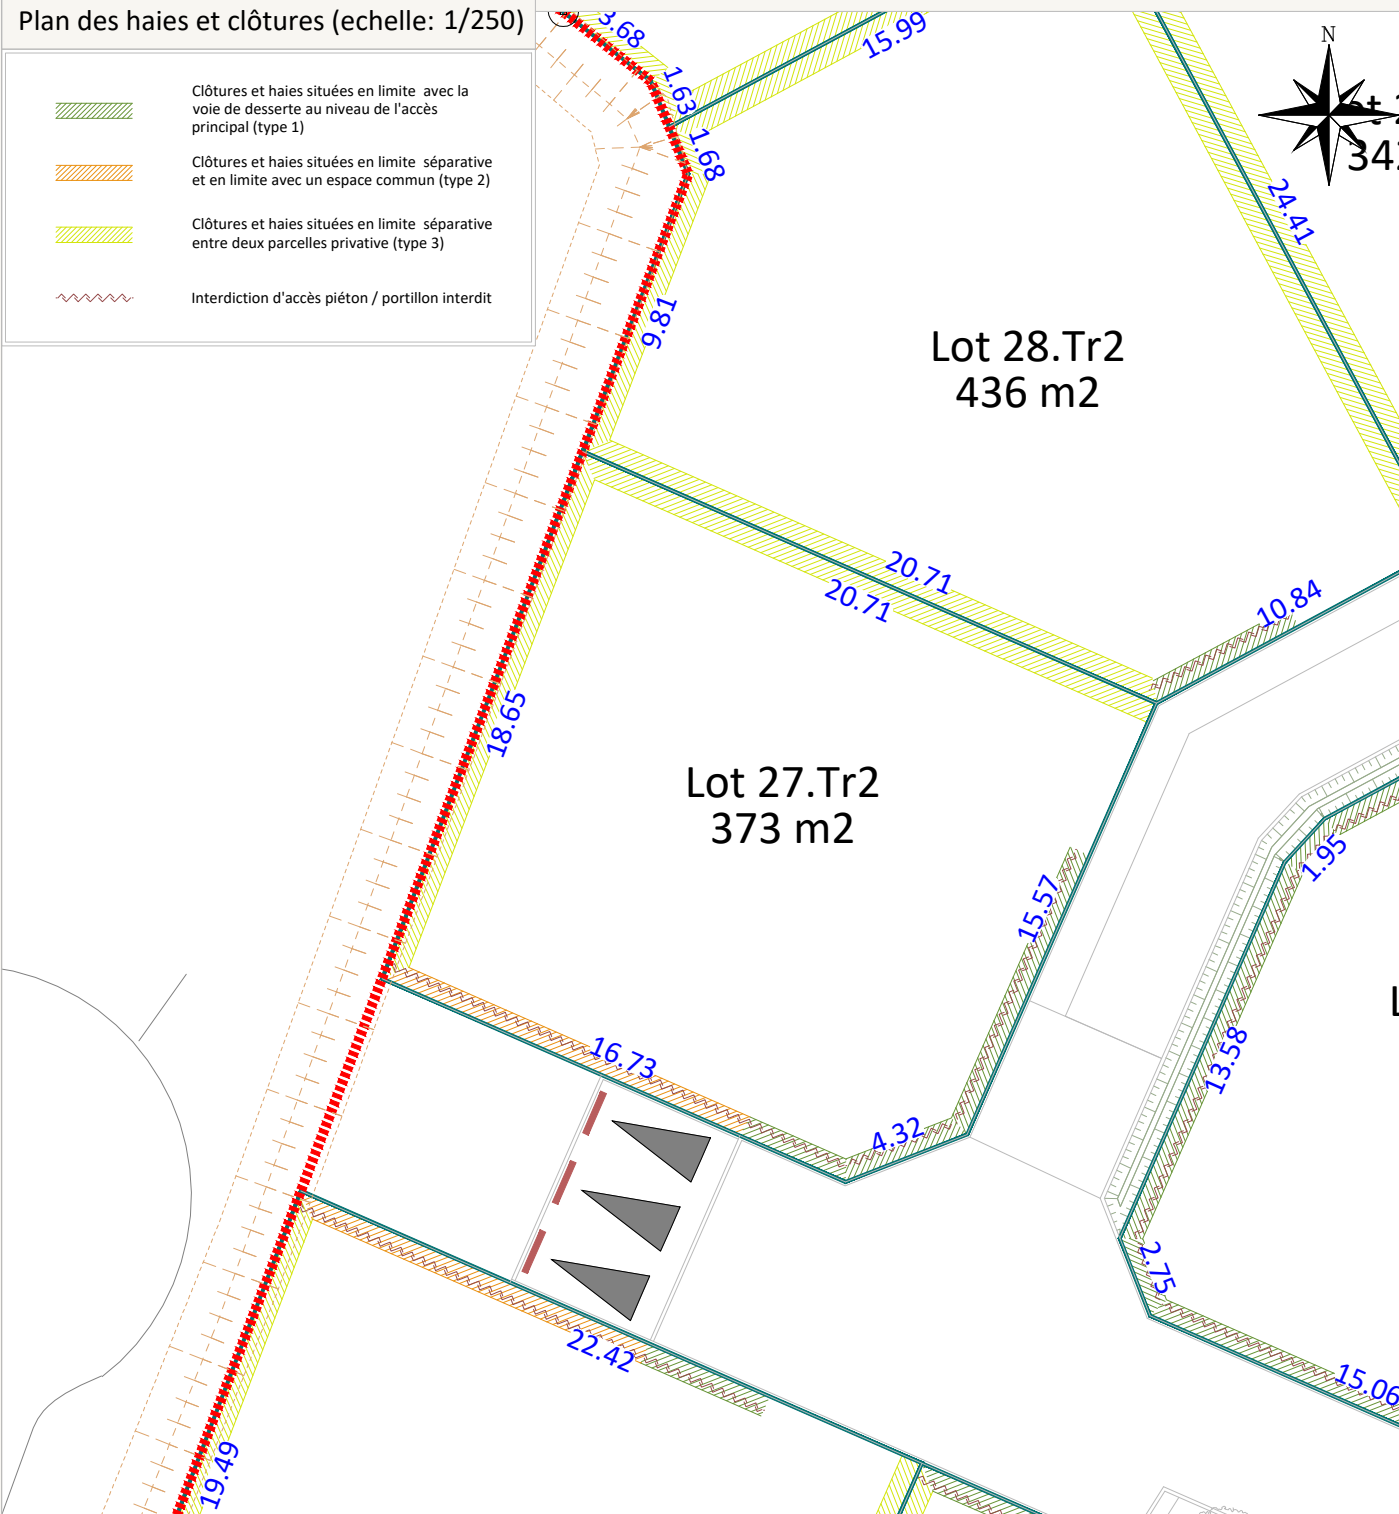 Plan des haies et clôtures (echelle: 1/250)
Clôtures et haies situées en limite avec la
voie de desserte au niveau de l'accès
principal (type 1)
Clôtures et haies situées en limite séparative
et en limite avec un espace commun (type 2)
Clôtures et haies situées en limite séparative
entre deux parcelles privative (type 3)
Interdiction d'accès piéton / portillon interdit
N
3.68
15.99
1.63
1.68
24.41
9.81
Lot 28.Tr2
436 m2
20.71
20.71
10.84
18.65
Lot 27.Tr2
373 m2
1.95
15.57
13.58
16.73
4.32
2.75
22.42
15.06
19.49